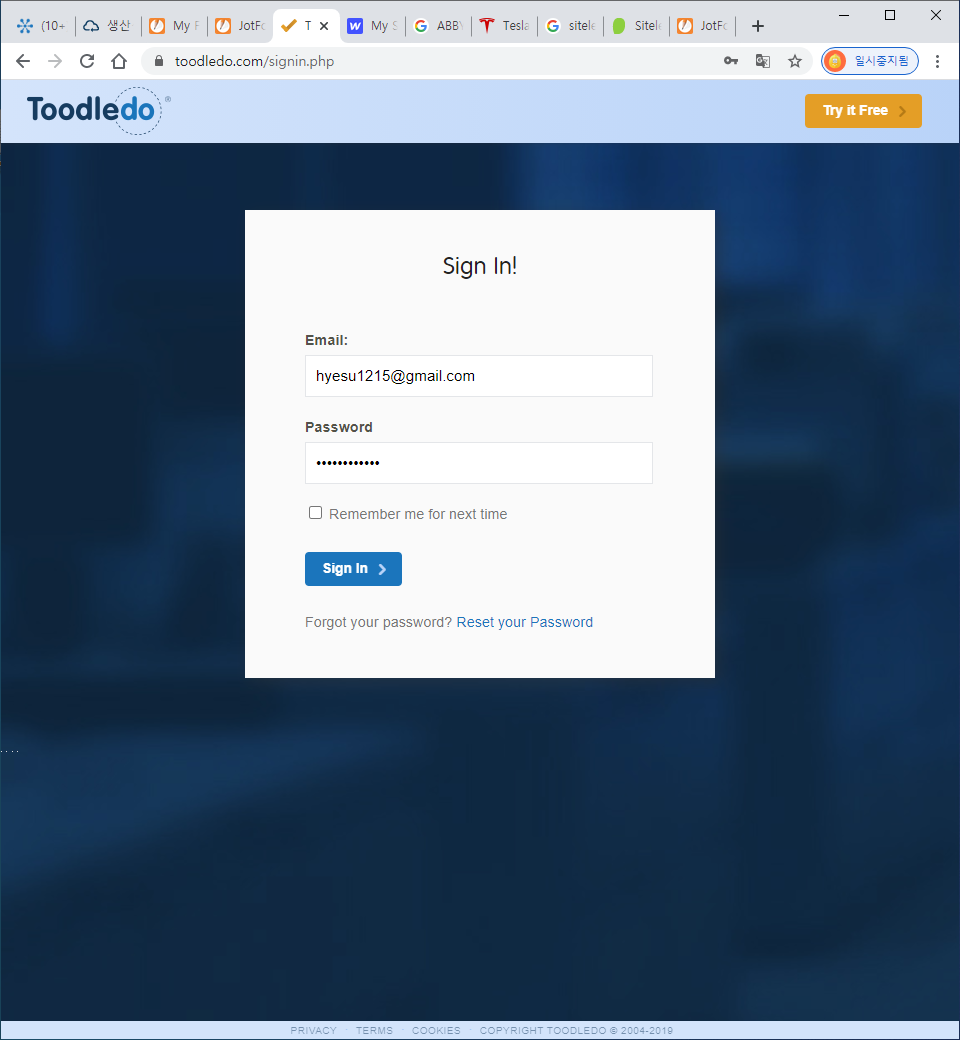 (10+
생산
My F
JotFo
T
My S
ABBY
Tesla
sitele
Sitele
JotFo
toodledo.com/signin.php
일시중지됨
Toodledo®
Try it Free
Sign In!
Email:
hyesu1215@gmail.com
Password
••••••••••••
Remember me for next time
Sign In
Forgot your password? Reset your Password
PRIVACY · TERMS · COOKIES · COPYRIGHT TOODLEDO © 2004-2019